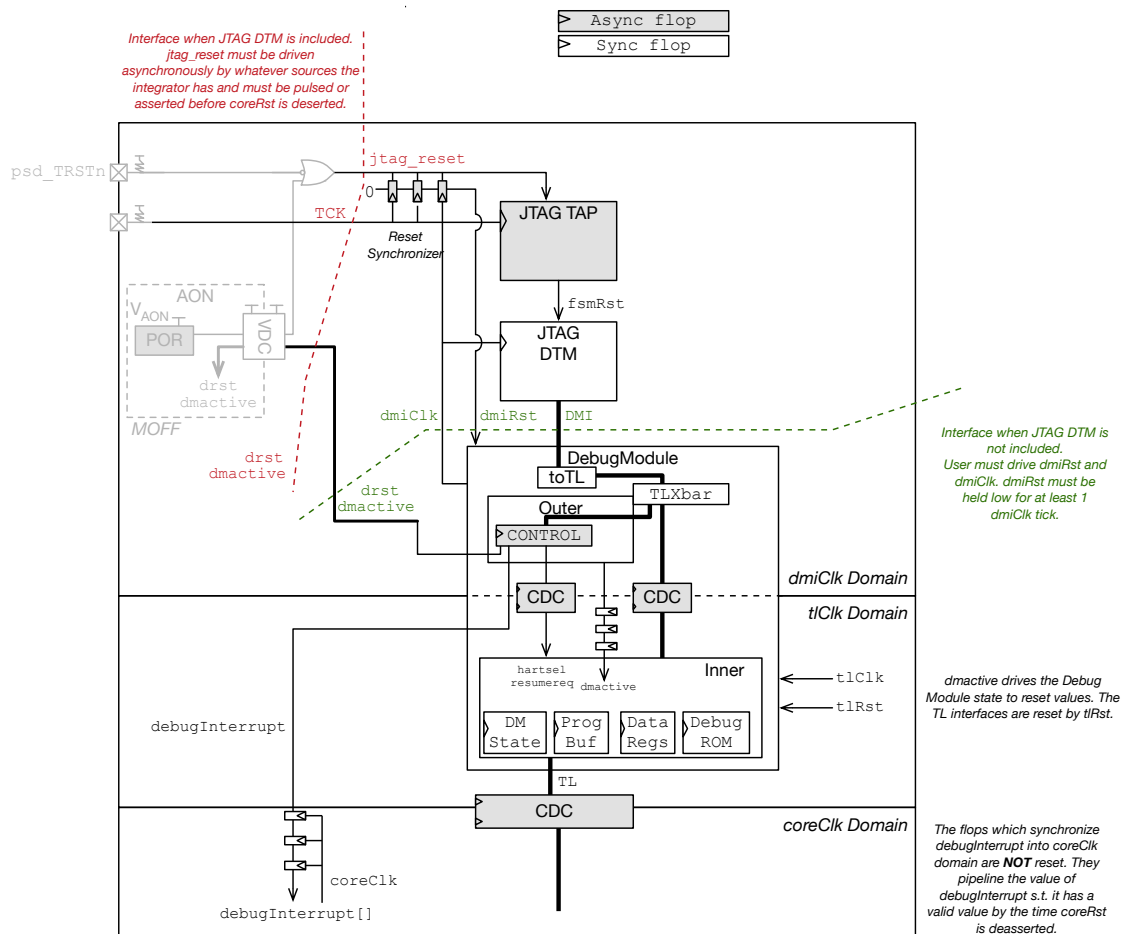 Async flop
Sync flop
Interface when JTAG DTM is included.
jtag_reset must be driven
asynchronously by whatever sources the
integrator has and must be pulsed or
asserted before coreRst is deserted.
psd_TRSTn
jtag_reset
0
TCK
Reset
Synchronizer
JTAG TAP
fsmRst
JTAG
DTM
AON
VAON
POR
VDC
drst
dmactive
MOFF
drst
dmactive
dmiClk
dmiRst
DMI
drst
dmactive
Interface when JTAG DTM is
not included.
User must drive dmiRst and
dmiClk. dmiRst must be
held low for at least 1
dmiClk tick.
DebugModule
toTL
TLXbar
Outer
CONTROL
CDC
CDC
dmiClk Domain
tlClk Domain
Inner
hartsel
resumereq
dmactive
tlClk
tlRst
dmactive drives the Debug
Module state to reset values. The
TL interfaces are reset by tlRst.
DM
State
Prog
Buf
Data
Regs
Debug
ROM
debugInterrupt
TL
CDC
coreClk Domain
coreClk
debugInterrupt[]
The flops which synchronize
debugInterrupt into coreClk
domain are NOT reset. They
pipeline the value of
debugInterrupt s.t. it has a
valid value by the time coreRst
is deasserted.